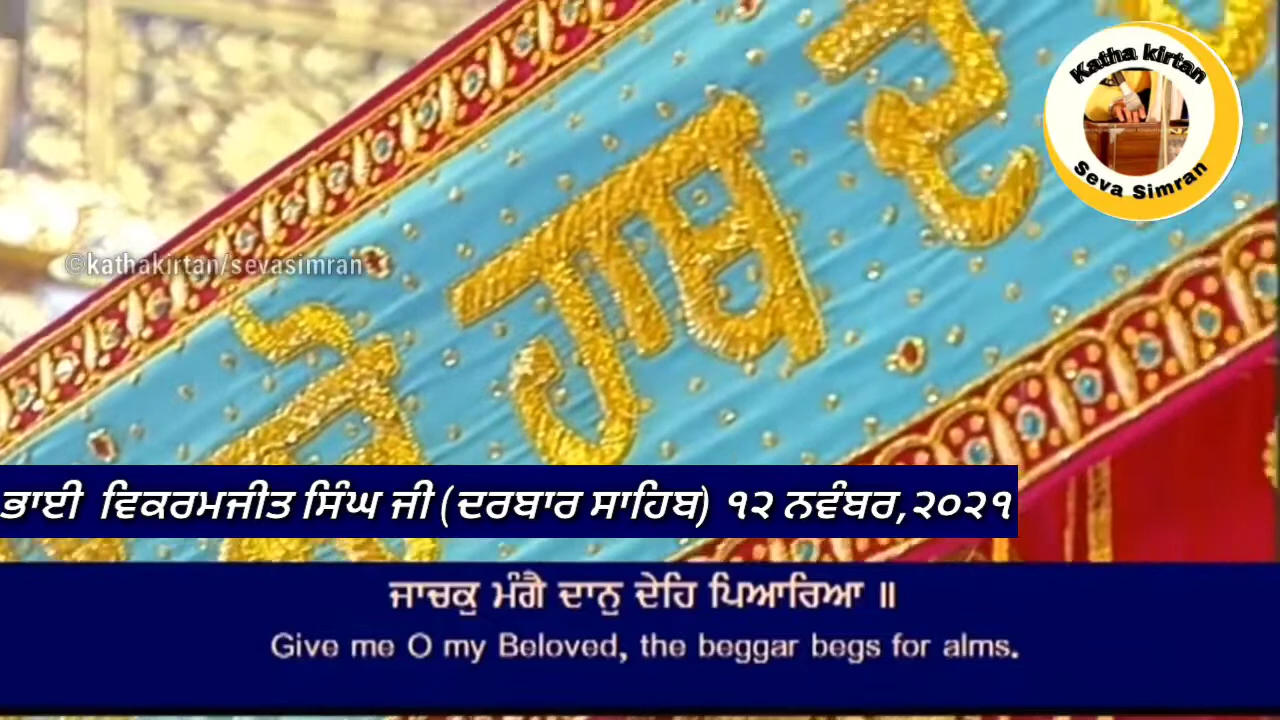 Katha kirtan
Seva Simran
©kathakirtan/sevasimran
ਹਾਥ ਦੇ
ਭਾਈ ਵਿਕਰਮਜੀਤ ਸਿੰਘ ਜੀ (ਦਰਬਾਰ ਸਾਹਿਬ) ੧੨ ਨਵੰਬਰ,੨੦੨੧
ਜਾਚਕੁ ਮੰਗੈ ਦਾਨੁ ਦੇਹਿ ਪਿਆਰਿਆ ॥
Give me O my Beloved, the beggar begs for alms.